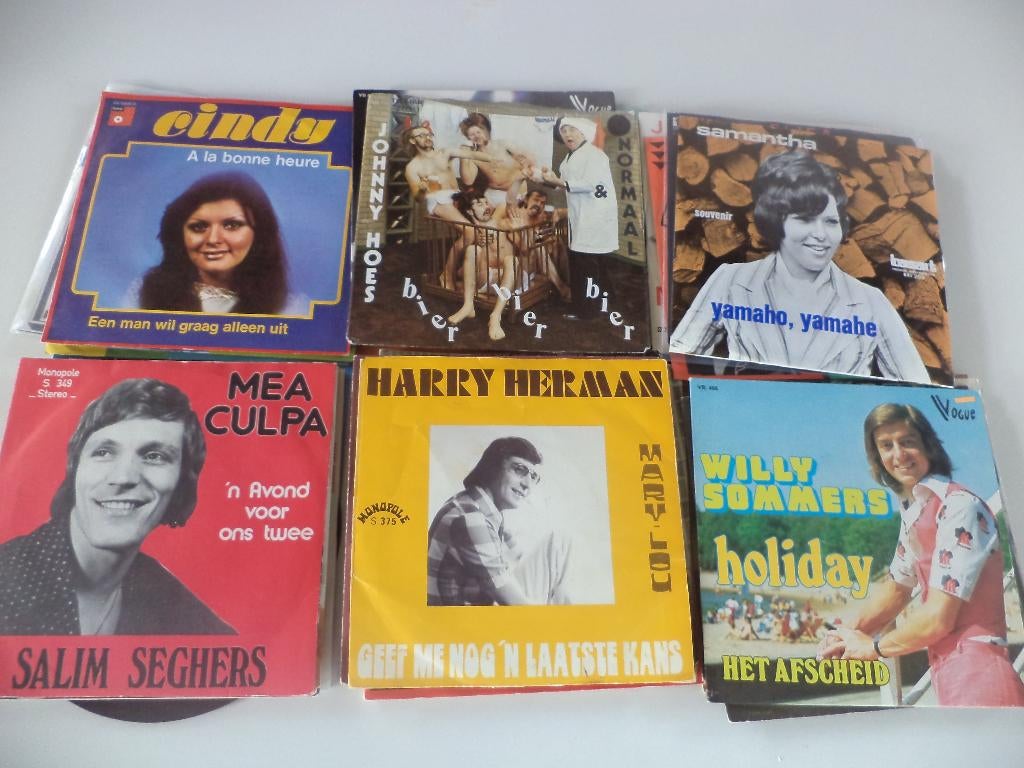 cindy
A la bonne heure
Een man wil graag alleen uit
Vogue
JOHNNY HOES
&
NORMAAL
bier
bier
bier
samantha
souvenir
yamaho, yamahe
Monopole
S 349
_ Stereo _
MEA
CULPA
'n Avond
voor
ons twee
SALIM SEGHERS
HARRY HERMAN
MARY-LOU
MONOPOLE
S 375
GEEF ME NOG 'N LAATSTE KANS
VR. 466
Vogue
WILLY
SOMMERS
holiday
HET AFSCHEID